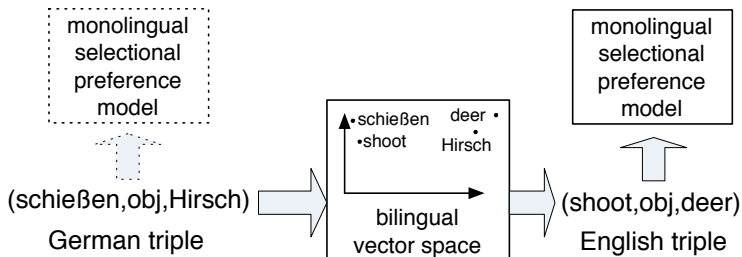 monolingual
selectional
preference
model
monolingual
selectional
preference
model
schießen
shoot
deer
Hirsch
(schießen,obj,Hirsch)
German triple
bilingual
vector space
(shoot,obj,deer)
English triple